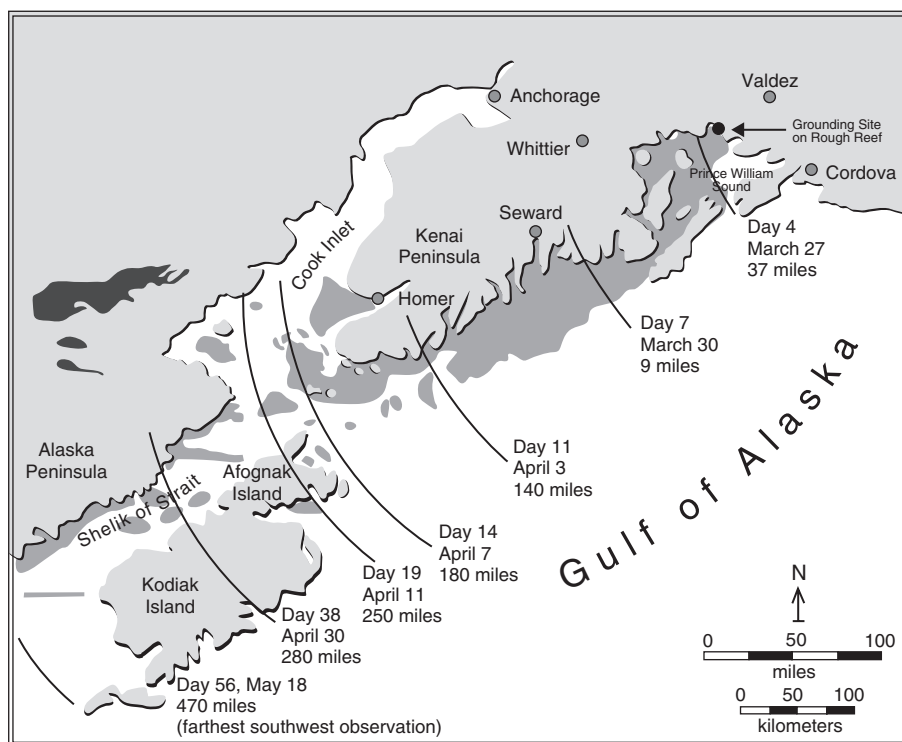 Valdez
Anchorage
Grounding Site
on Rough Reef
Whittier
Prince William
Sound
Cordova
Seward
Day 4
March 27
37 miles
Cook Inlet
Kenai
Peninsula
Homer
Day 7
March 30
9 miles
Gulf of Alaska
Alaska
Peninsula
Day 11
April 3
140 miles
Afognak
Island
Shelik of Strait
Day 14
April 7
180 miles
Day 19
April 11
250 miles
Kodiak
Island
Day 38
April 30
280 miles
Day 56, May 18
470 miles
(farthest southwest observation)
N
0 50 100
miles
0 50 100
kilometers